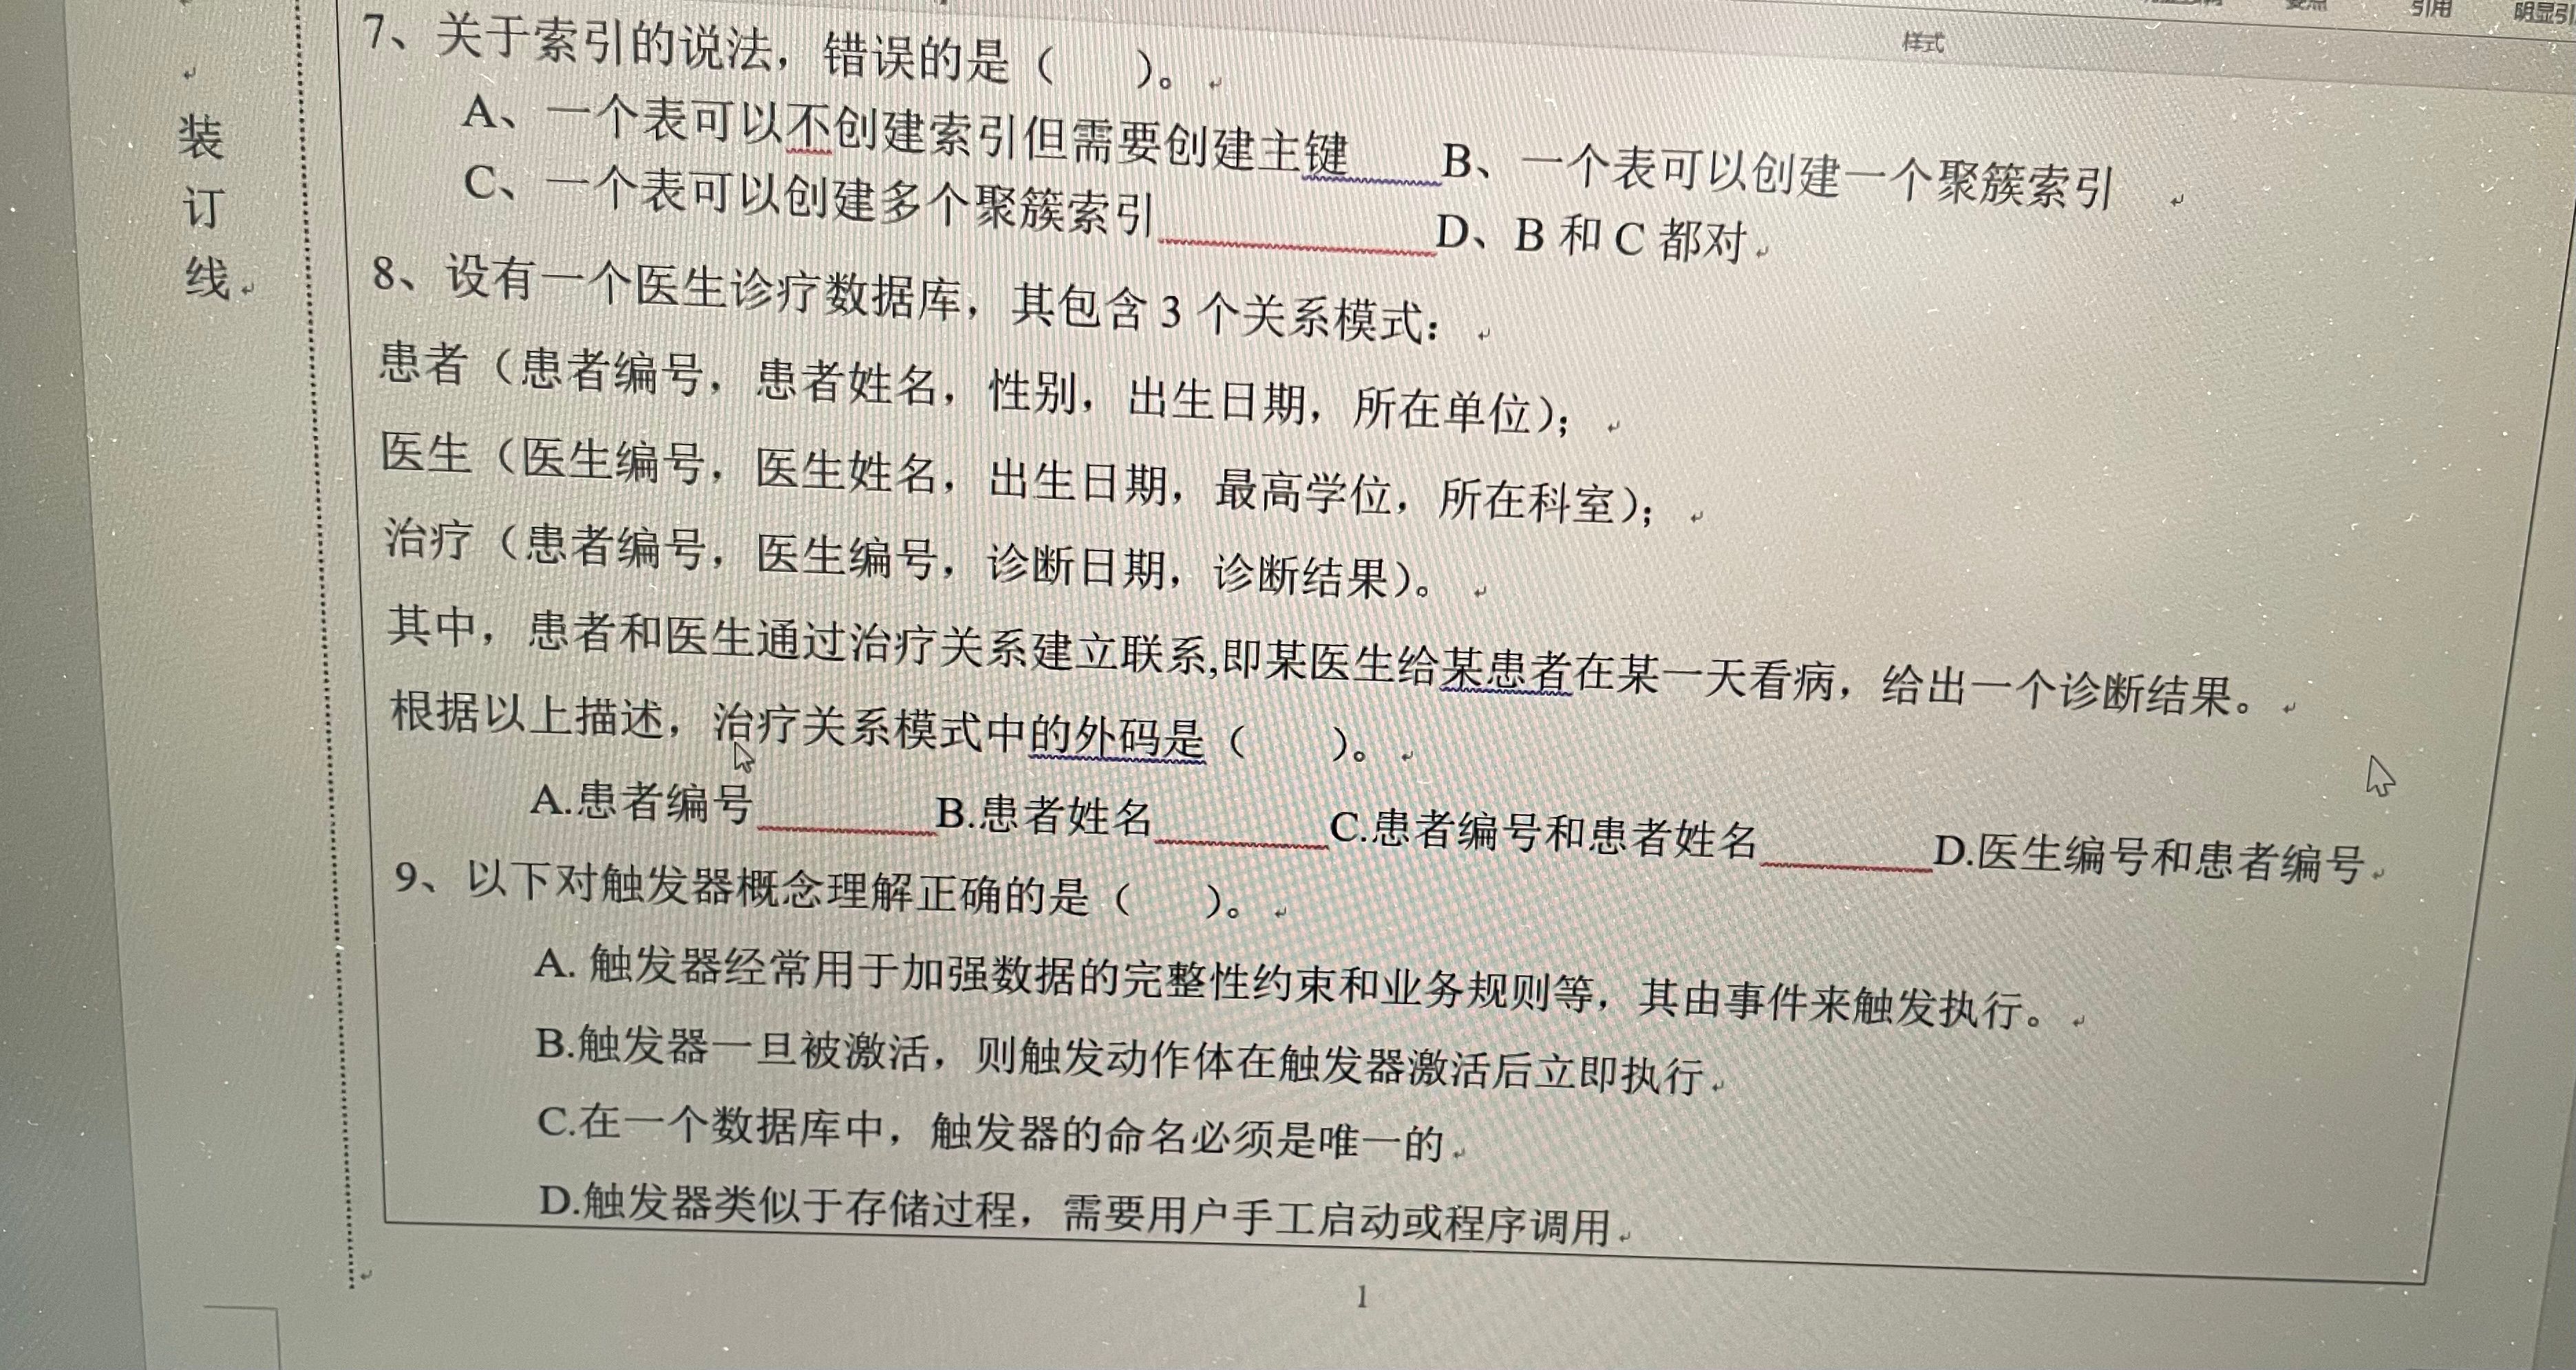 引用
样式
7、关于索引的说法，错误的是（ ）。
A、一个表可以不创建索引但需要创建主键 B、一个表可以创建一个聚簇索引
C、一个表可以创建多个聚簇索引 D、B 和 C 都对
8、设有一个医生诊疗数据库，其包含 3 个关系模式：
患者（患者编号，患者姓名，性别，出生日期，所在单位）；
医生（医生编号，医生姓名，出生日期，最高学位，所在科室）；
治疗（患者编号，医生编号，诊断日期，诊断结果）。
其中，患者和医生通过治疗关系建立联系,即某医生给某患者在某一天看病，给出一个诊断结果。
根据以上描述，治疗关系模式中的外码是（ ）。
A.患者编号 B.患者姓名 C.患者编号和患者姓名 D.医生编号和患者编号
9、以下对触发器概念理解正确的是（ ）。
A. 触发器经常用于加强数据的完整性约束和业务规则等，其由事件来触发执行。
B.触发器一旦被激活，则触发动作体在触发器激活后立即执行
C.在一个数据库中，触发器的命名必须是唯一的
D.触发器类似于存储过程，需要用户手工启动或程序调用
1
装
订
线